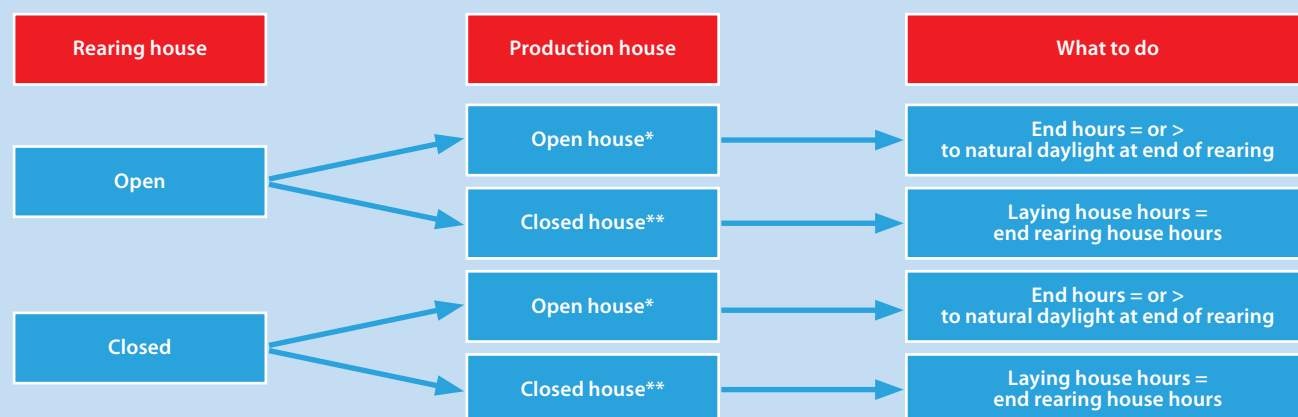 Rearing house
Production house
What to do
Open
Open house*
End hours = or >
to natural daylight at end of rearing
Closed house**
Laying house hours =
end rearing house hours
Closed
Open house*
End hours = or >
to natural daylight at end of rearing
Closed house**
Laying house hours =
end rearing house hours